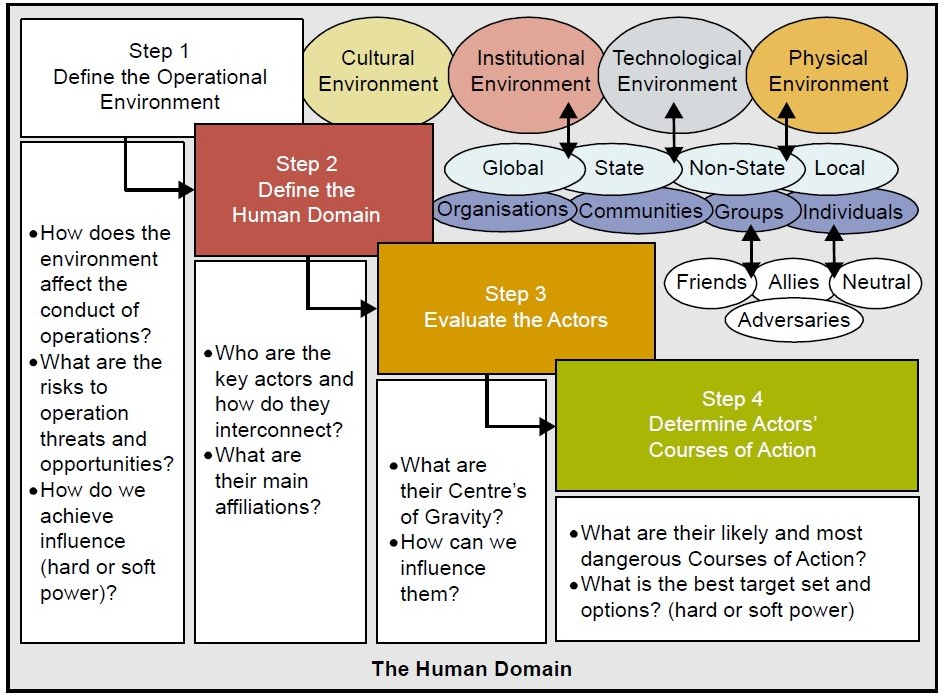 Step 1
Define the Operational
Environment
Cultural
Environment
Institutional
Environment
Technological
Environment
Physical
Environment
Step 2
Define the
Human Domain
Global
State
Non-State
Local
Organisations
Communities
Groups
Individuals
Friends
Allies
Neutral
Adversaries
•How does the
environment
affect the
conduct of
operations?
•What are the
risks to
operation
threats and
opportunities?
•How do we
achieve
influence
(hard or soft
power)?
Step 3
Evaluate the Actors
•Who are the
key actors and
how do they
interconnect?
•What are
their main
affiliations?
Step 4
Determine Actors’
Courses of Action
•What are
their Centre’s
of Gravity?
•How can we
influence
them?
•What are their likely and most
dangerous Courses of Action?
•What is the best target set and
options? (hard or soft power)
The Human Domain